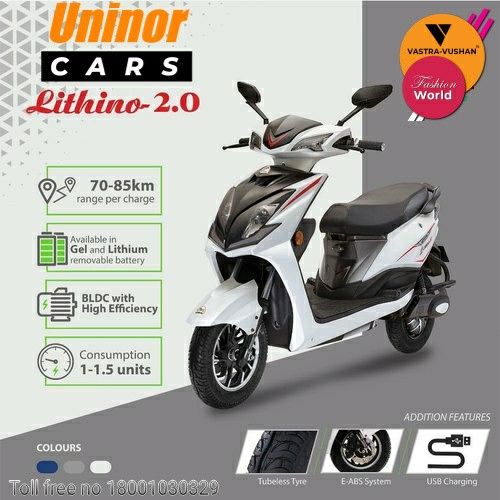 Uninor
CARS
Lithino-2.0
VASTRA-VUSHAN
Fashion
World
70-85km
range per charge
Available in
Gel and Lithium
removable battery
BLDC with
High Efficiency
Consumption
1-1.5 units
COLOURS
Toll free no 18001030329
ADDITION FEATURES
Tubeless Tyre
E-ABS System
USB Charging